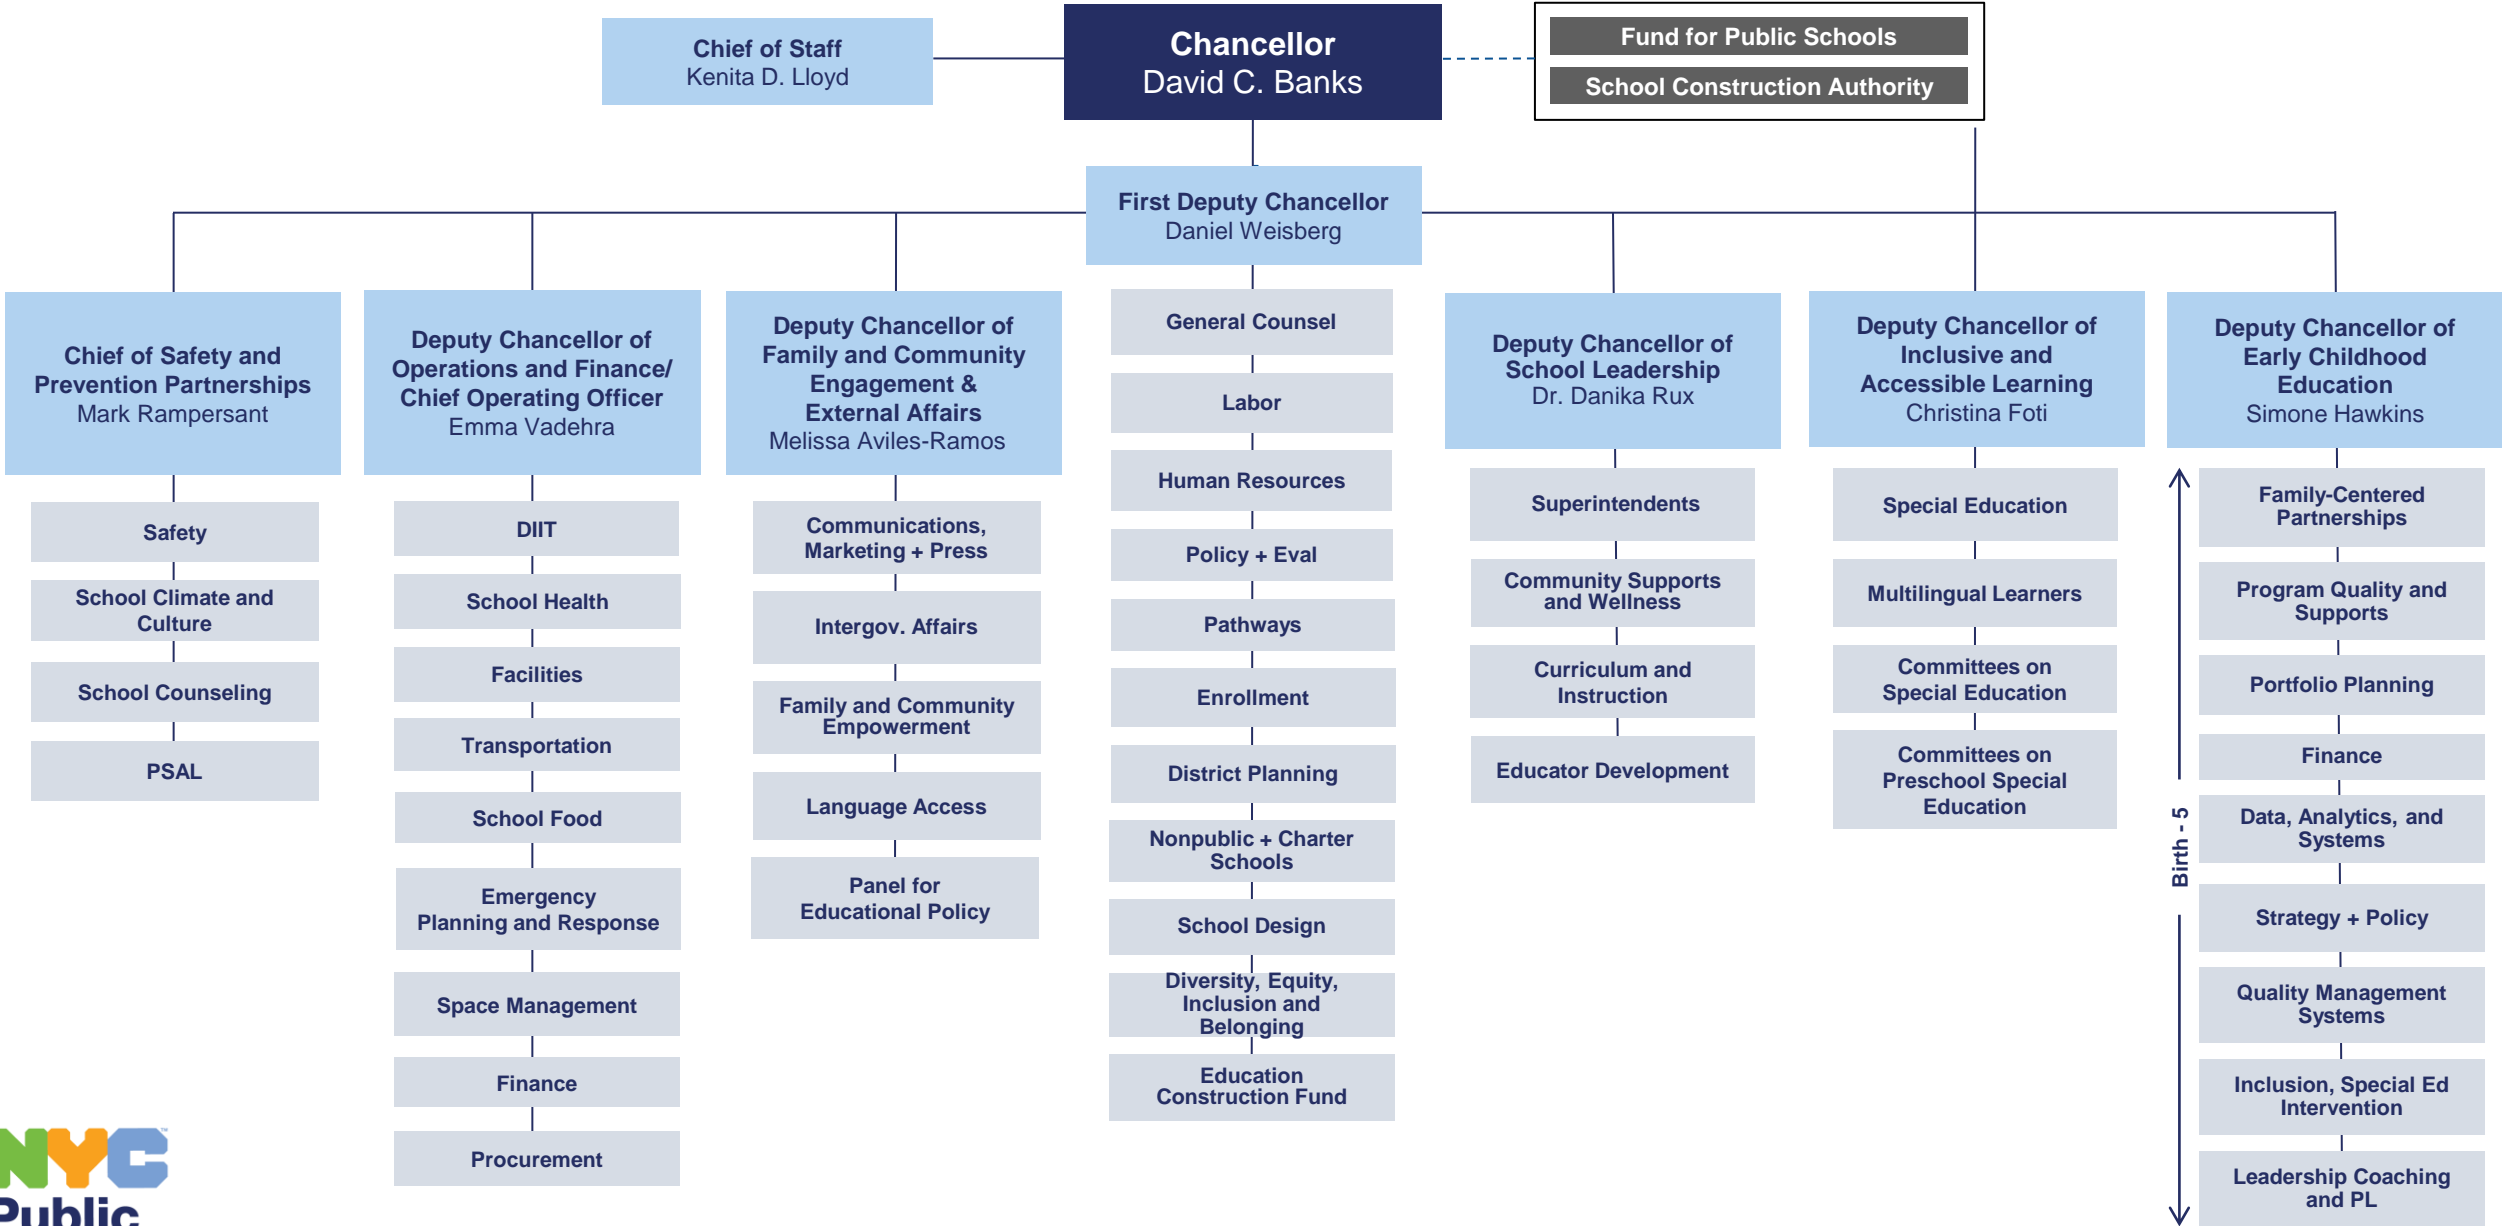 Chief of Staff
Kenita D. Lloyd
Chancellor
David C. Banks
Fund for Public Schools
School Construction Authority
First Deputy Chancellor
Daniel Weisberg
Chief of Safety and
Prevention Partnerships
Mark Rampersant
Safety
School Climate and
Culture
School Counseling
PSAL
Deputy Chancellor of
Operations and Finance/
Chief Operating Officer
Emma Vadehra
DIIT
School Health
Facilities
Transportation
School Food
Emergency
Planning and Response
Space Management
Finance
Procurement
Deputy Chancellor of
Family and Community
Engagement &
External Affairs
Melissa Aviles-Ramos
Communications,
Marketing + Press
Intergov. Affairs
Family and Community
Empowerment
Language Access
Panel for
Educational Policy
General Counsel
Labor
Human Resources
Policy + Eval
Pathways
Enrollment
District Planning
Nonpublic + Charter
Schools
School Design
Diversity, Equity,
Inclusion and
Belonging
Education
Construction Fund
Deputy Chancellor of
School Leadership
Dr. Danika Rux
Superintendents
Community Supports
and Wellness
Curriculum and
Instruction
Educator Development
Deputy Chancellor of
Inclusive and
Accessible Learning
Christina Foti
Special Education
Multilingual Learners
Committees on
Special Education
Committees on
Preschool Special
Education
Deputy Chancellor of
Early Childhood
Education
Simone Hawkins
Birth - 5
Family-Centered
Partnerships
Program Quality and
Supports
Portfolio Planning
Finance
Data, Analytics, and
Systems
Strategy + Policy
Quality Management
Systems
Inclusion, Special Ed
Intervention
Leadership Coaching
and PL
NYC™
Public